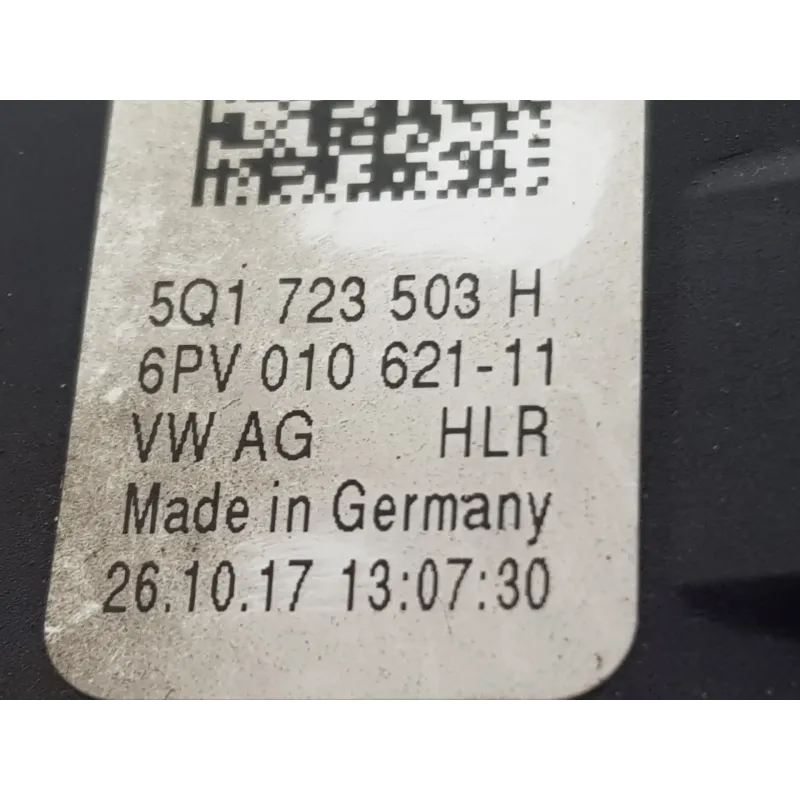 5Q1 723 503 H
6PV 010 621-11
VW AG HLR
Made in Germany
26.10.17 13:07:30